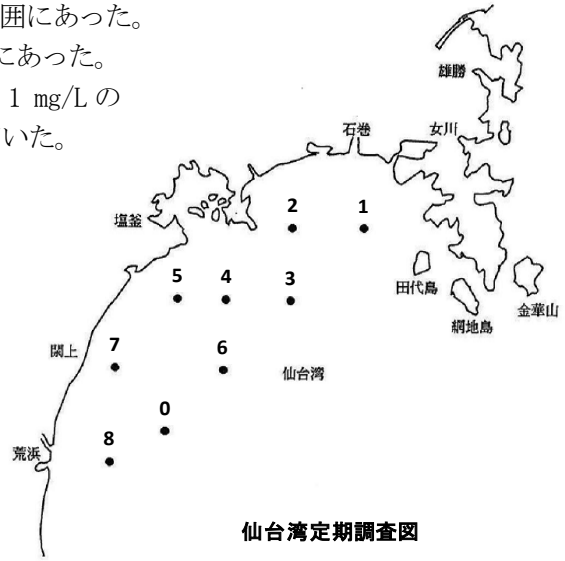 囲にあった。
にあった。
1 mg/L の
いた。
雄勝
石巻
女川
2
1
塩釜
5
4
3
田代島
金華山
網地島
閖上
7
6
仙台湾
0
荒浜
8
仙台湾定期調査図